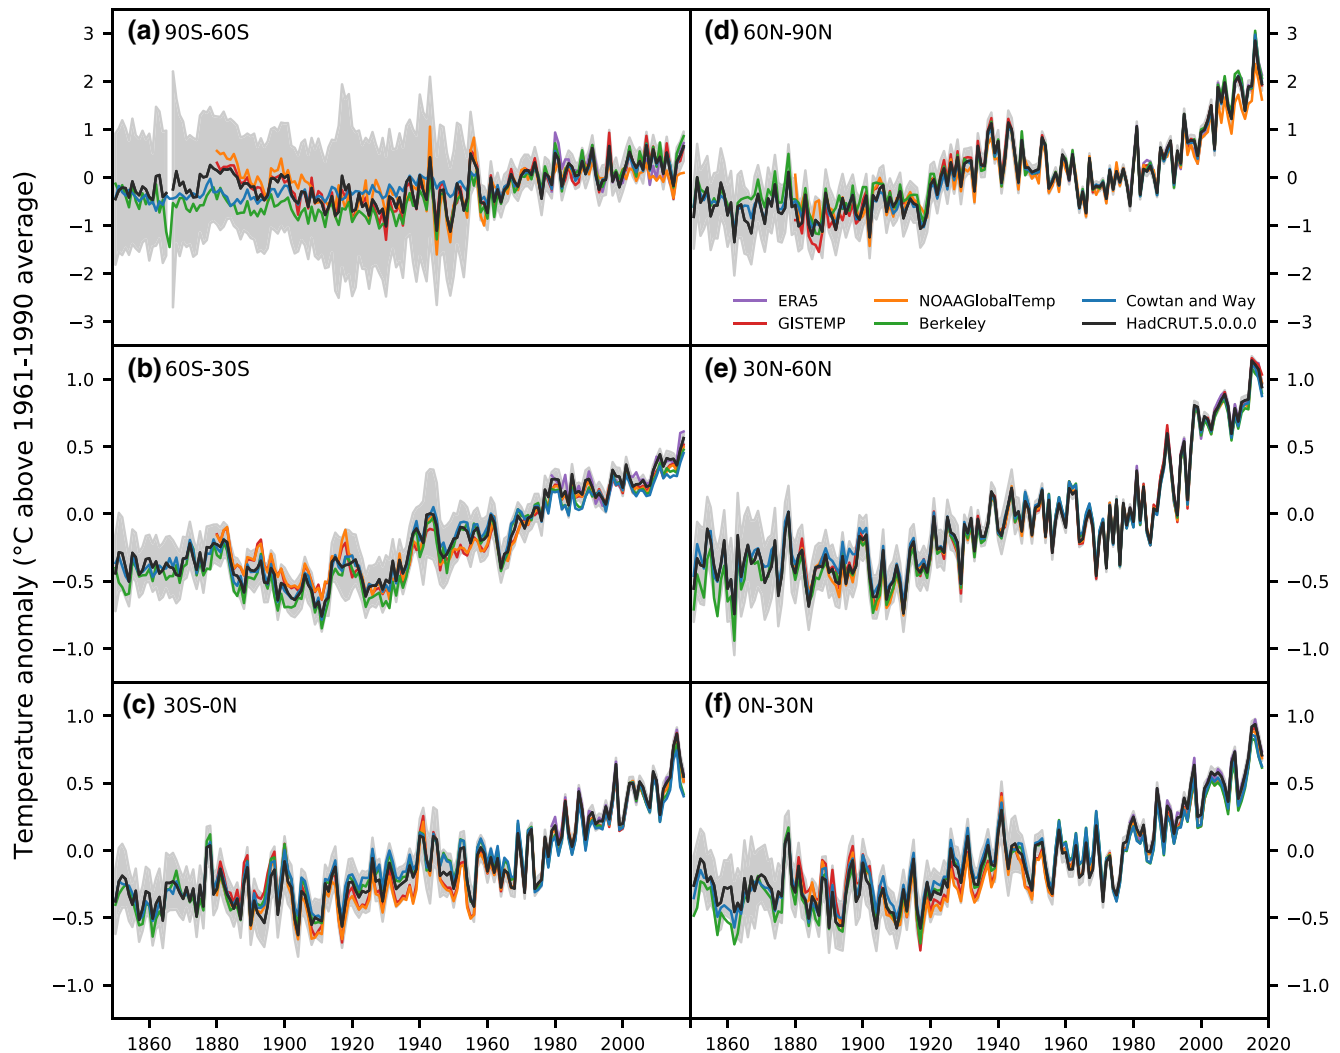 Temperature anomaly (°C above 1961-1990 average)
(a) 90S-60S
3
2
1
0
−1
−2
−3
(d) 60N-90N
3
2
1
0
−1
−2
−3
ERA5
GISTEMP
NOAAGlobalTemp
Berkeley
Cowtan and Way
HadCRUT.5.0.0.0
(b) 60S-30S
1.0
0.5
0.0
−0.5
−1.0
(e) 30N-60N
1.0
0.5
0.0
−0.5
−1.0
(c) 30S-0N
1.0
0.5
0.0
−0.5
−1.0
(f) 0N-30N
1.0
0.5
0.0
−0.5
−1.0
1860 1880 1900 1920 1940 1960 1980 2000
1860 1880 1900 1920 1940 1960 1980 2000 2020